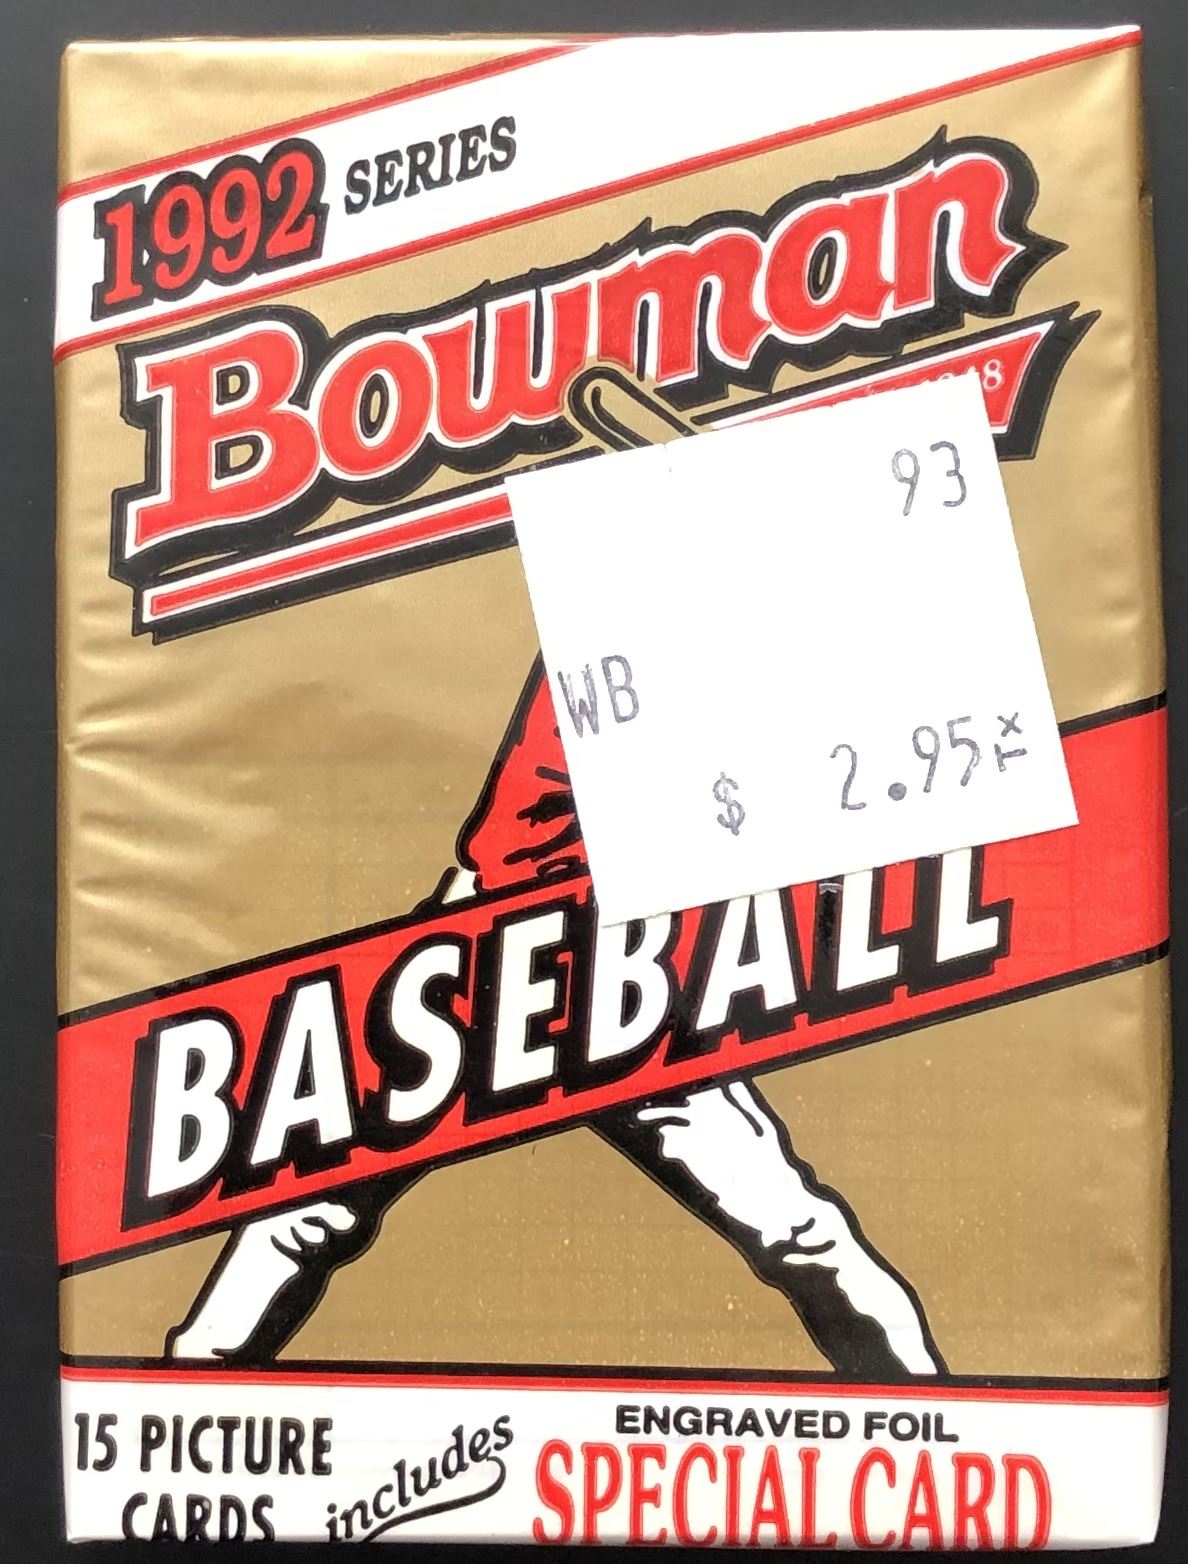 1992 SERIES
Bowman
93
WB
$ 2.95
BASEBALL
15 PICTURE
CARDS
includes
ENGRAVED FOIL
SPECIAL CARD